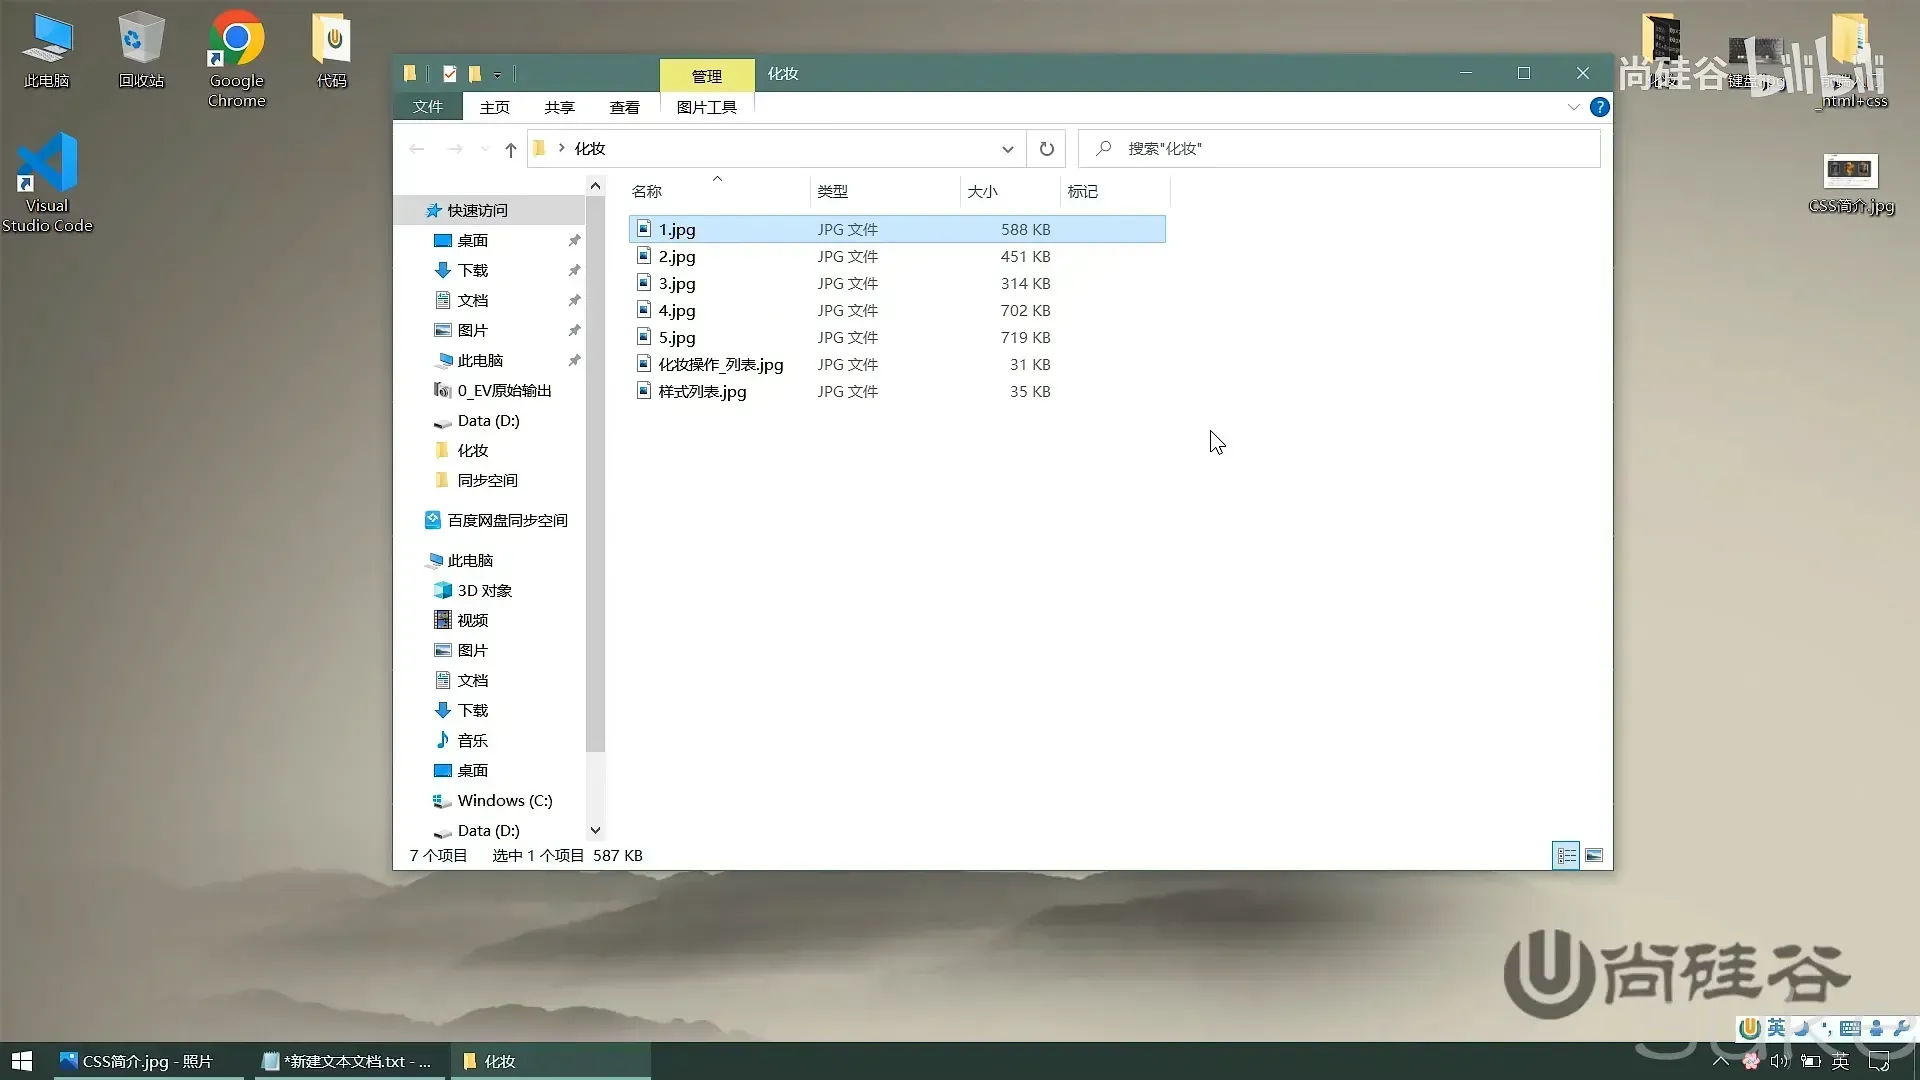 此电脑
回收站
Google
Chrome
代码
Visual
Studio Code
管理
化妆
文件
主页
共享
查看
图片工具
化妆
搜索"化妆"
名称
类型
大小
标记
1.jpg JPG 文件 588 KB
2.jpg JPG 文件 451 KB
3.jpg JPG 文件 314 KB
4.jpg JPG 文件 702 KB
5.jpg JPG 文件 719 KB
化妆操作_列表.jpg JPG 文件 31 KB
样式列表.jpg JPG 文件 35 KB
快速访问
桌面
下载
文档
图片
此电脑
0_EV原始输出
Data (D:)
化妆
同步空间
百度网盘同步空间
此电脑
3D 对象
视频
图片
文档
下载
音乐
桌面
Windows (C:)
Data (D:)
7 个项目 选中 1 个项目 587 KB
尚硅谷
bilibili
_html+css
CSS简介.jpg
尚硅谷
英
CSS简介.jpg - 照片
*新建文本文档.txt - ...
化妆
英